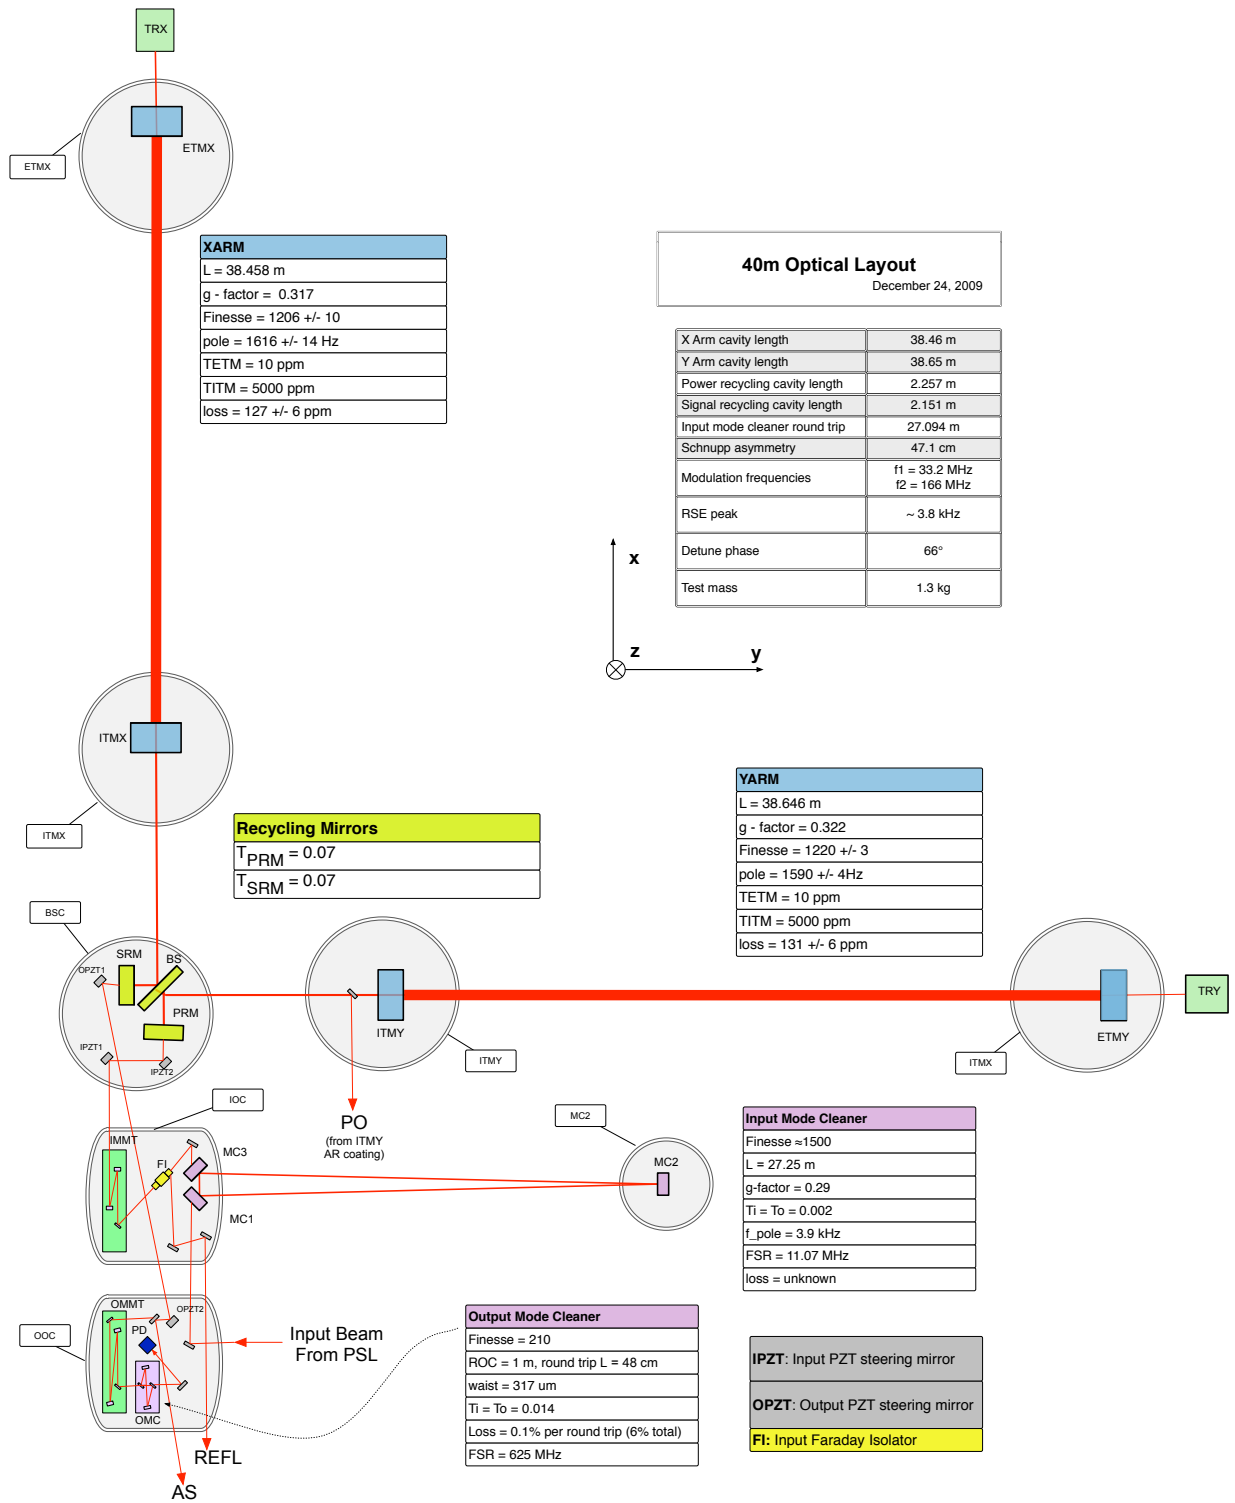 TRX
ETMX
ETMX
XARM
L = 38.458 m
g - factor =  0.317
Finesse = 1206 +/- 10
pole = 1616 +/- 14 Hz
TETM = 10 ppm
TITM = 5000 ppm
loss = 127 +/- 6 ppm
40m Optical Layout
December 24, 2009
X Arm cavity length 38.46 m
Y Arm cavity length 38.65 m
Power recycling cavity length 2.257 m
Signal recycling cavity length 2.151 m
Input mode cleaner round trip 27.094 m
Schnupp asymmetry 47.1 cm
Modulation frequencies f1 = 33.2 MHz
f2 = 166 MHz
RSE peak ~ 3.8 kHz
Detune phase 66°
Test mass 1.3 kg
x
z
y
ITMX
ITMX
Recycling Mirrors
TPRM = 0.07
TSRM = 0.07
YARM
L = 38.646 m
g - factor = 0.322
Finesse = 1220 +/- 3
pole = 1590 +/- 4Hz
TETM = 10 ppm
TITM = 5000 ppm
loss = 131 +/- 6 ppm
BSC
SRM
BS
OPZT1
PRM
IPZT1
IPZT2
ITMY
ITMY
ETMY
ITMX
TRY
PO
(from ITMY
AR coating)
IOC
IMMT
FI
MC3
MC1
MC2
MC2
Input Mode Cleaner
Finesse ≈1500
L = 27.25 m
g-factor = 0.29
Ti = To = 0.002
f_pole = 3.9 kHz
FSR = 11.07 MHz
loss = unknown
OOC
OMMT
OPZT2
PD
OMC
Input Beam
From PSL
REFL
AS
Output Mode Cleaner
Finesse = 210
ROC = 1 m, round trip L = 48 cm
waist = 317 um
Ti = To = 0.014
Loss = 0.1% per round trip (6% total)
FSR = 625 MHz
IPZT: Input PZT steering mirror
OPZT: Output PZT steering mirror
FI: Input Faraday Isolator